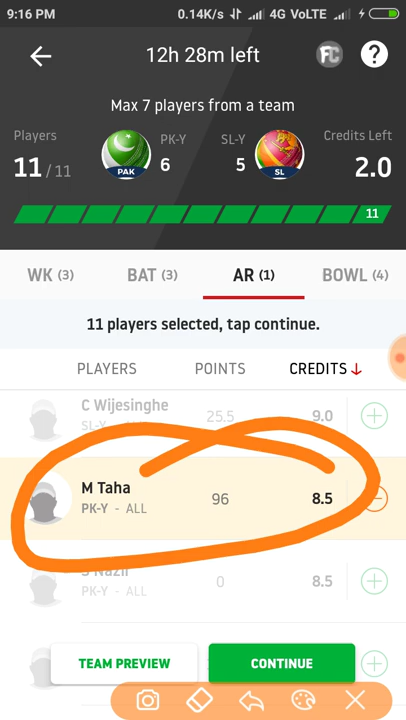 9:16 PM 0.14K/s 4G VoLTE
12h 28m left FC ?
Max 7 players from a team
Players PK-Y SL-Y Credits Left
11 / 11 PAK 6 5 SL 2.0
11
WK (3) BAT (3) AR (1) BOWL (4)
11 players selected, tap continue.
PLAYERS POINTS CREDITS
C Wijesinghe
SL-Y 25.5 9.0
M Taha
PK-Y - ALL 96 8.5
S Nazir
PK-Y - ALL 0 8.5
TEAM PREVIEW CONTINUE